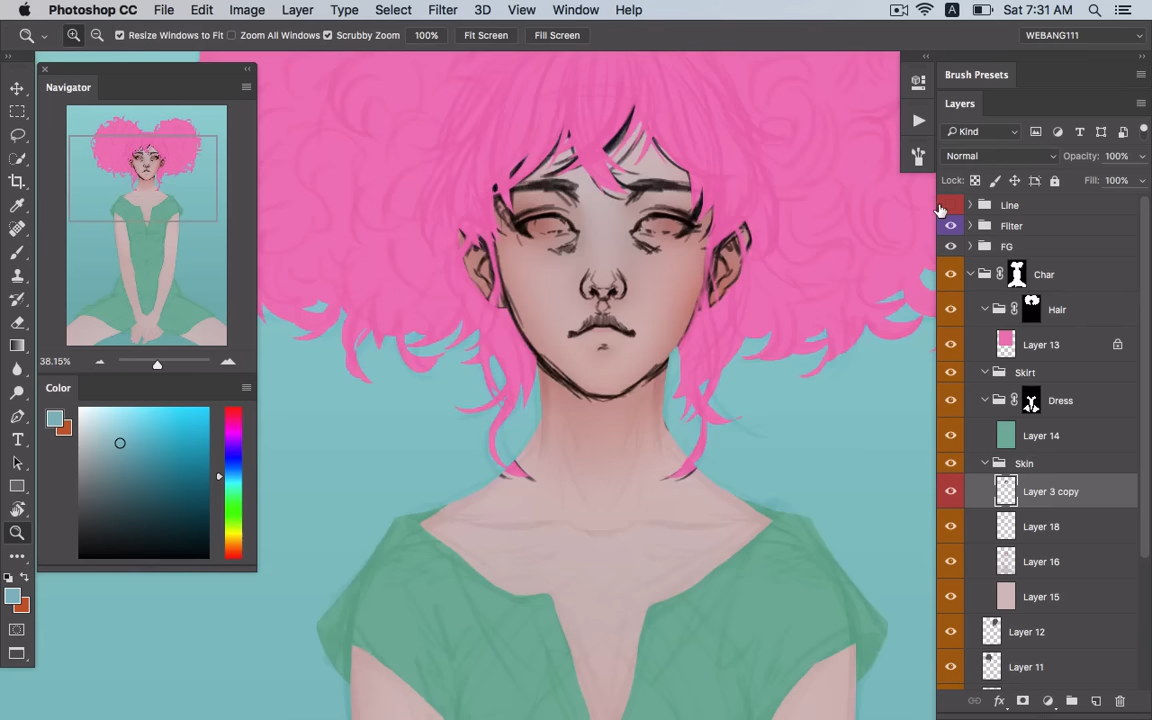 Photoshop CC File Edit Image Layer Type Select Filter 3D View Window Help A Sat 7:31 AM
Resize Windows to Fit Zoom All Windows Scrubby Zoom 100% Fit Screen Fill Screen WEBANG111
Navigator
38.15%
Color
Brush Presets
Layers
Kind
Normal Opacity: 100%
Lock: Fill: 100%
Line
Filter
FG
Char
Hair
Layer 13
Skirt
Dress
Layer 14
Skin
Layer 3 copy
Layer 18
Layer 16
Layer 15
Layer 12
Layer 11
fx